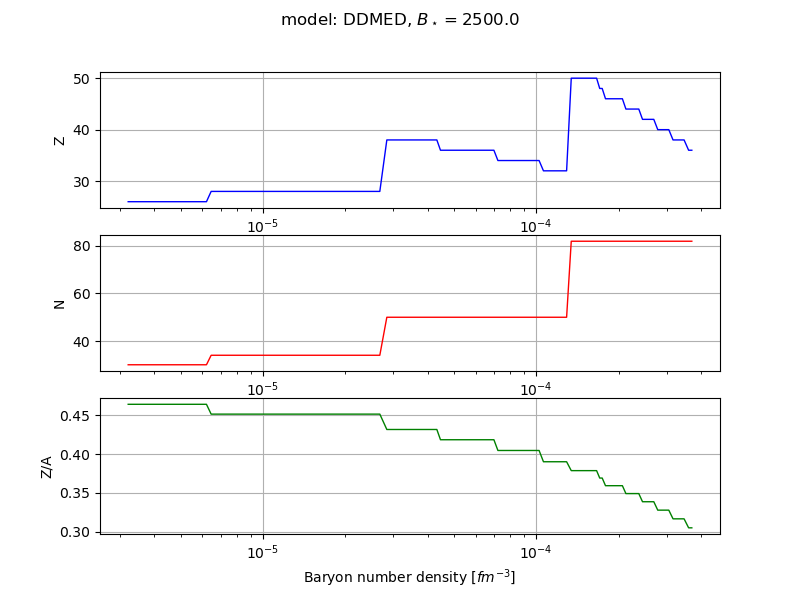 model: DDMED, $B_\star = 2500.0$
50
40
30
Z
10⁻⁵ 10⁻⁴
80
60
40
N
10⁻⁵ 10⁻⁴
0.45
0.40
0.35
0.30
Z/A
10⁻⁵ 10⁻⁴
Baryon number density [fm⁻³]